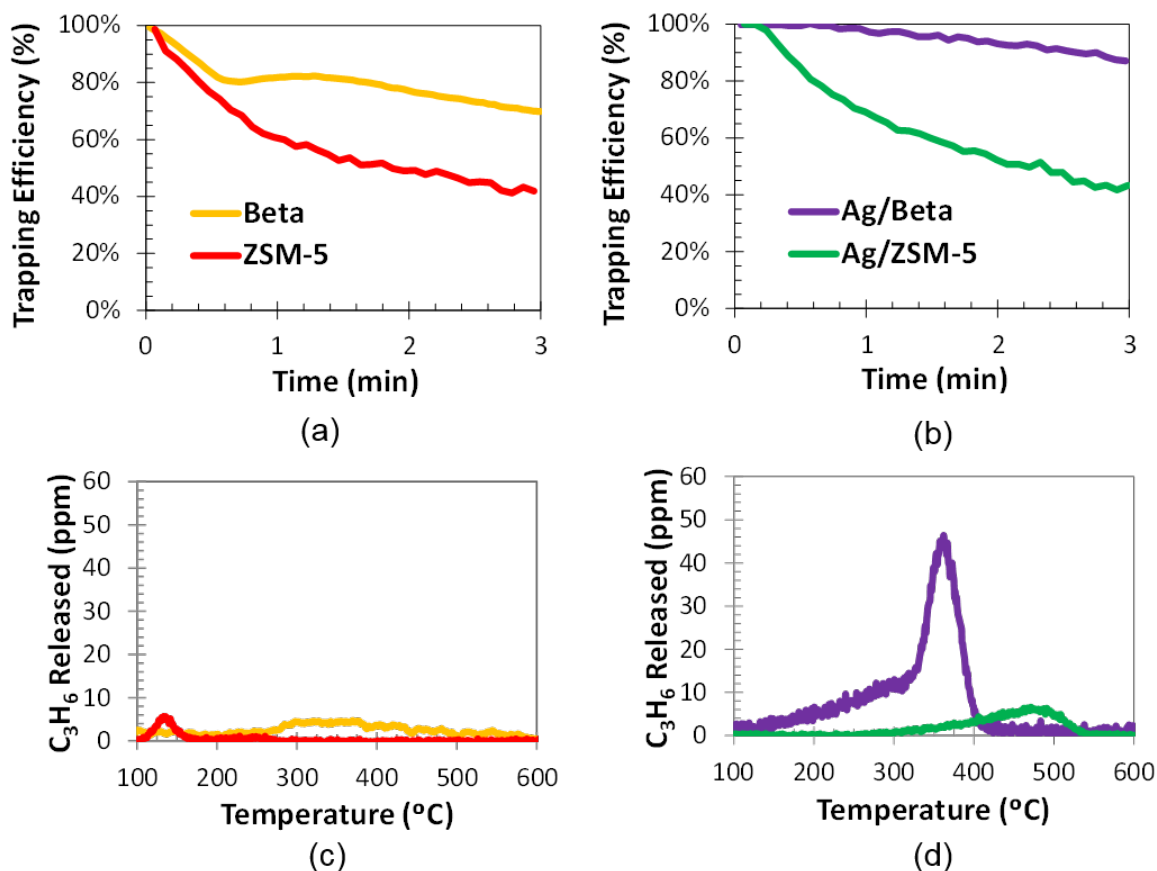 100%
80%
60%
40%
20%
0%
Trapping Efficiency (%)
Beta
ZSM-5
0 1 2 3
Time (min)
(a)
100%
80%
60%
40%
20%
0%
Trapping Efficiency (%)
Ag/Beta
Ag/ZSM-5
0 1 2 3
Time (min)
(b)
60
50
40
30
20
10
0
C₃H₆ Released (ppm)
100 200 300 400 500 600
Temperature (ºC)
(c)
60
50
40
30
20
10
0
C₃H₆ Released (ppm)
100 200 300 400 500 600
Temperature (ºC)
(d)